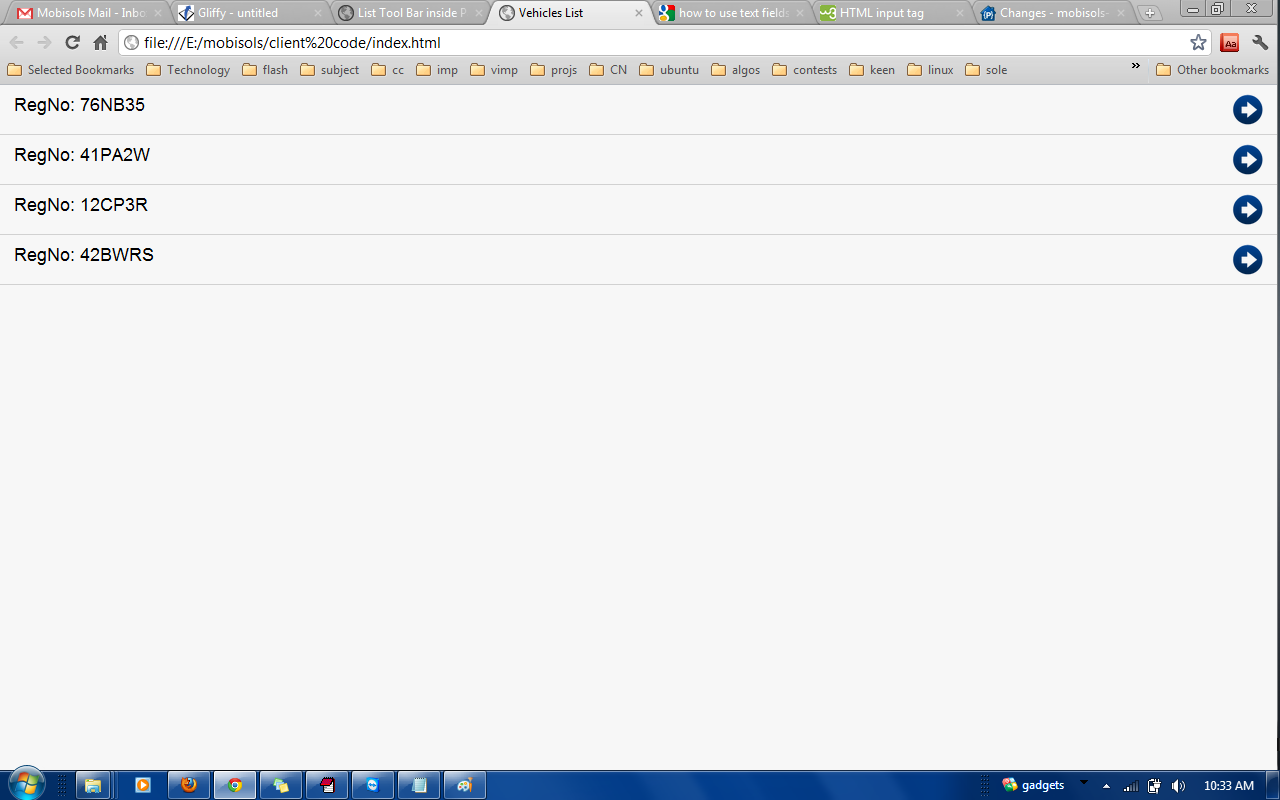 Mobisols Mail - Inbo
Gliffy - untitled
List Tool Bar inside P
Vehicles List
how to use text fields
HTML input tag
Changes - mobisols-
file:///E:/mobisols/client%20code/index.html
Aa
Selected Bookmarks
Technology
flash
subject
cc
imp
vimp
projs
CN
ubuntu
algos
contests
keen
linux
sole
»
Other bookmarks
RegNo: 76NB35
RegNo: 41PA2W
RegNo: 12CP3R
RegNo: 42BWRS
gadgets
10:33 AM